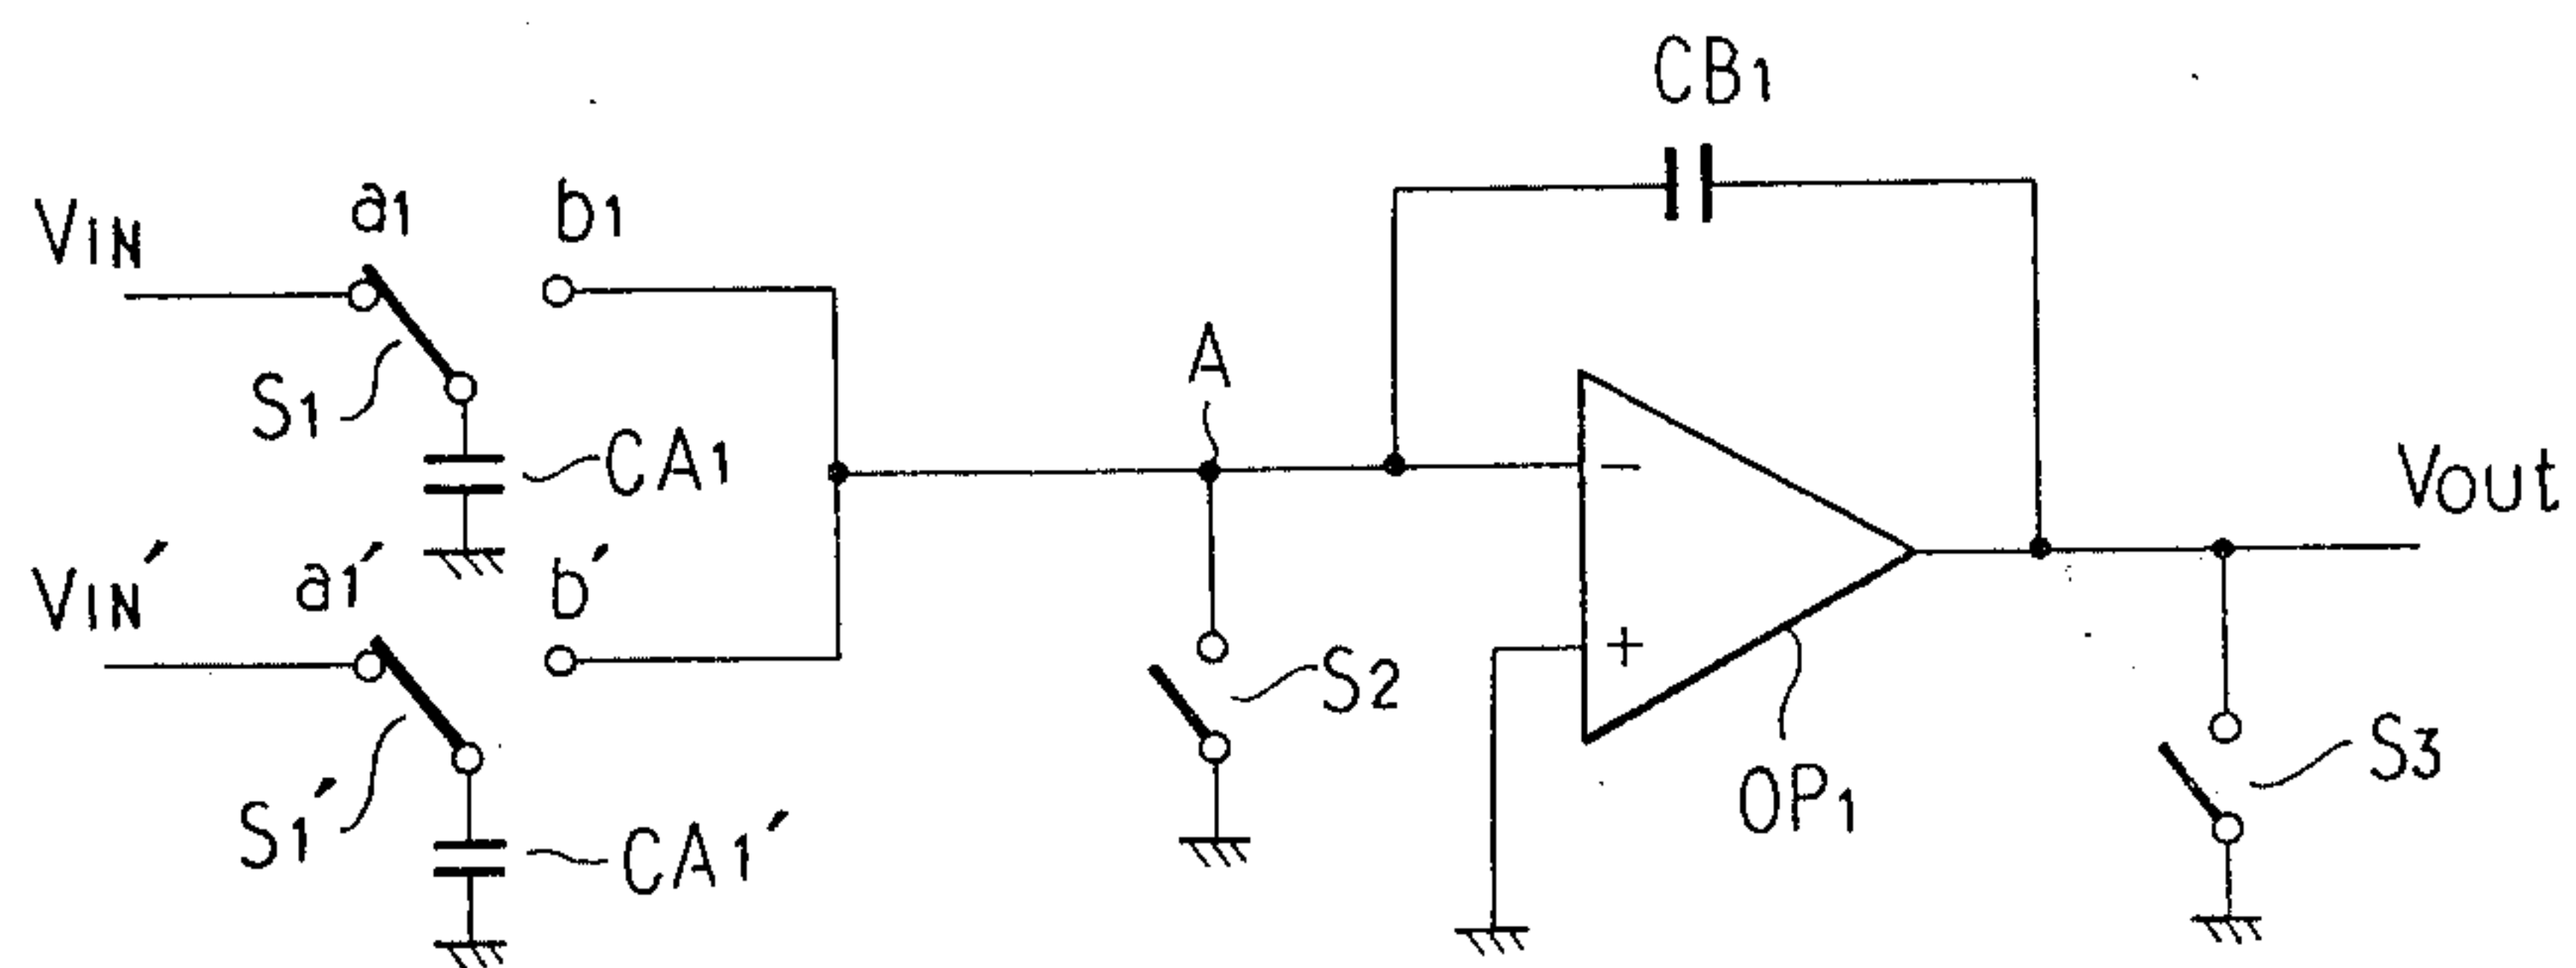 CB1
VIN
a1
b1
S1
CA1
A
VIN′
a1′
b′
S1′
CA1′
−
+
OP1
S2
S3
Vout